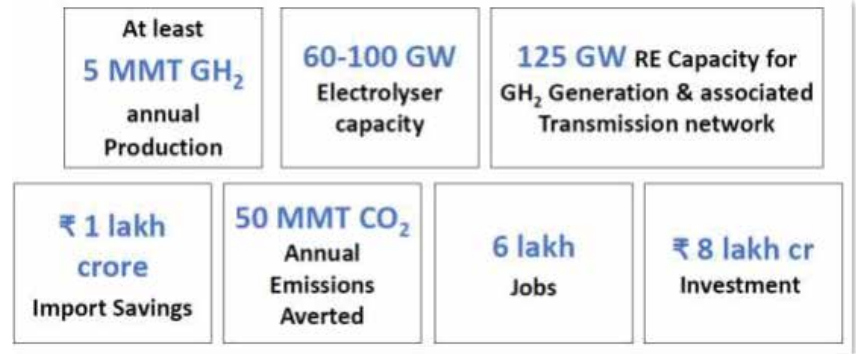 At least
5 MMT GH₂
annual
Production
60-100 GW
Electrolyser
capacity
125 GW RE Capacity for
GH₂ Generation & associated
Transmission network
₹ 1 lakh
crore
Import Savings
50 MMT CO₂
Annual
Emissions
Averted
6 lakh
Jobs
₹ 8 lakh cr
Investment